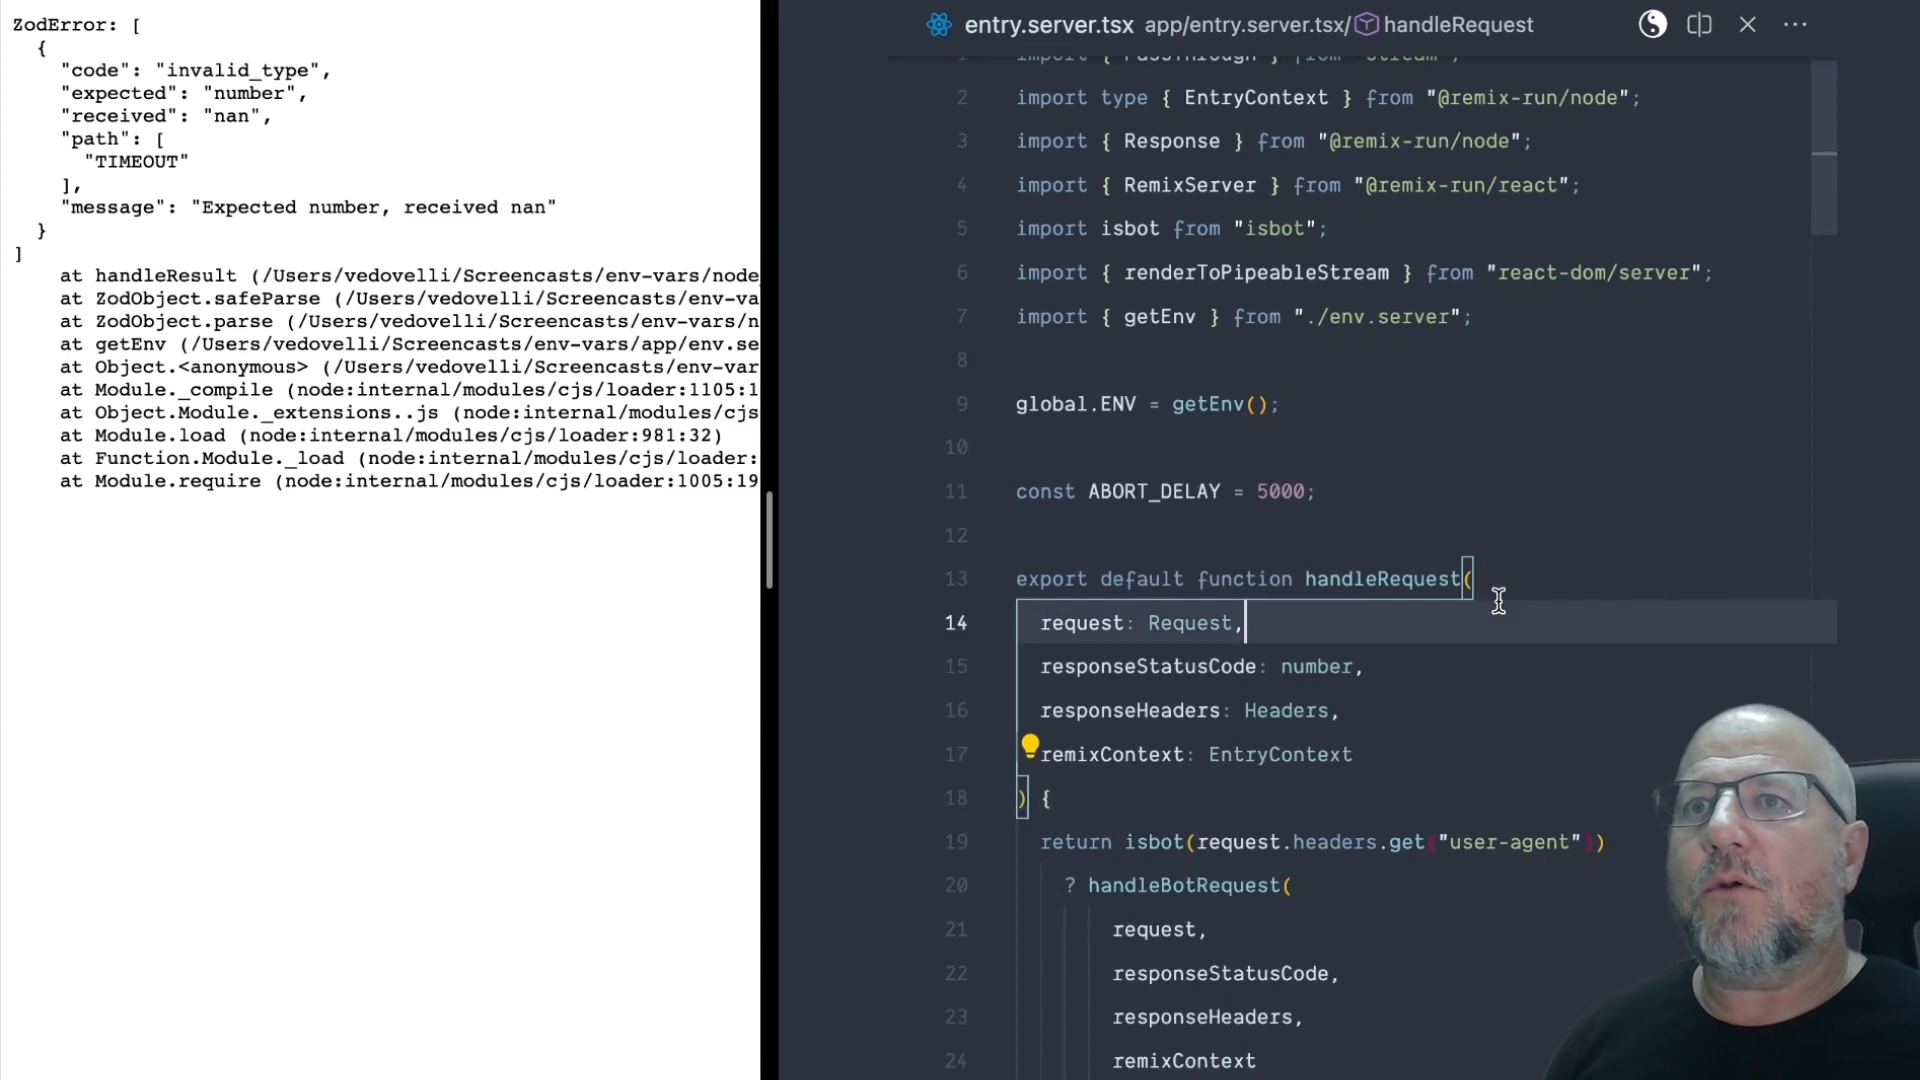 ZodError: [
{
"code": "invalid_type",
"expected": "number",
"received": "nan",
"path": [
"TIMEOUT"
],
"message": "Expected number, received nan"
}
]
at handleResult (/Users/vedovelli/Screencasts/env-vars/node_
at ZodObject.safeParse (/Users/vedovelli/Screencasts/env-va
at ZodObject.parse (/Users/vedovelli/Screencasts/env-vars/n
at getEnv (/Users/vedovelli/Screencasts/env-vars/app/env.se
at Object.<anonymous> (/Users/vedovelli/Screencasts/env-var
at Module._compile (node:internal/modules/cjs/loader:1105:1
at Object.Module._extensions..js (node:internal/modules/cjs
at Module.load (node:internal/modules/cjs/loader:981:32)
at Function.Module._load (node:internal/modules/cjs/loader:
at Module.require (node:internal/modules/cjs/loader:1005:19
entry.server.tsx app/entry.server.tsx/ handleRequest
1 import { PassThrough } from "stream";
2 import type { EntryContext } from "@remix-run/node";
3 import { Response } from "@remix-run/node";
4 import { RemixServer } from "@remix-run/react";
5 import isbot from "isbot";
6 import { renderToPipeableStream } from "react-dom/server";
7 import { getEnv } from "./env.server";
8
9 global.ENV = getEnv();
10
11 const ABORT_DELAY = 5000;
12
13 export default function handleRequest(
14 request: Request,
15 responseStatusCode: number,
16 responseHeaders: Headers,
17 remixContext: EntryContext
18 ) {
19 return isbot(request.headers.get("user-agent"))
20 ? handleBotRequest(
21 request,
22 responseStatusCode,
23 responseHeaders,
24 remixContext